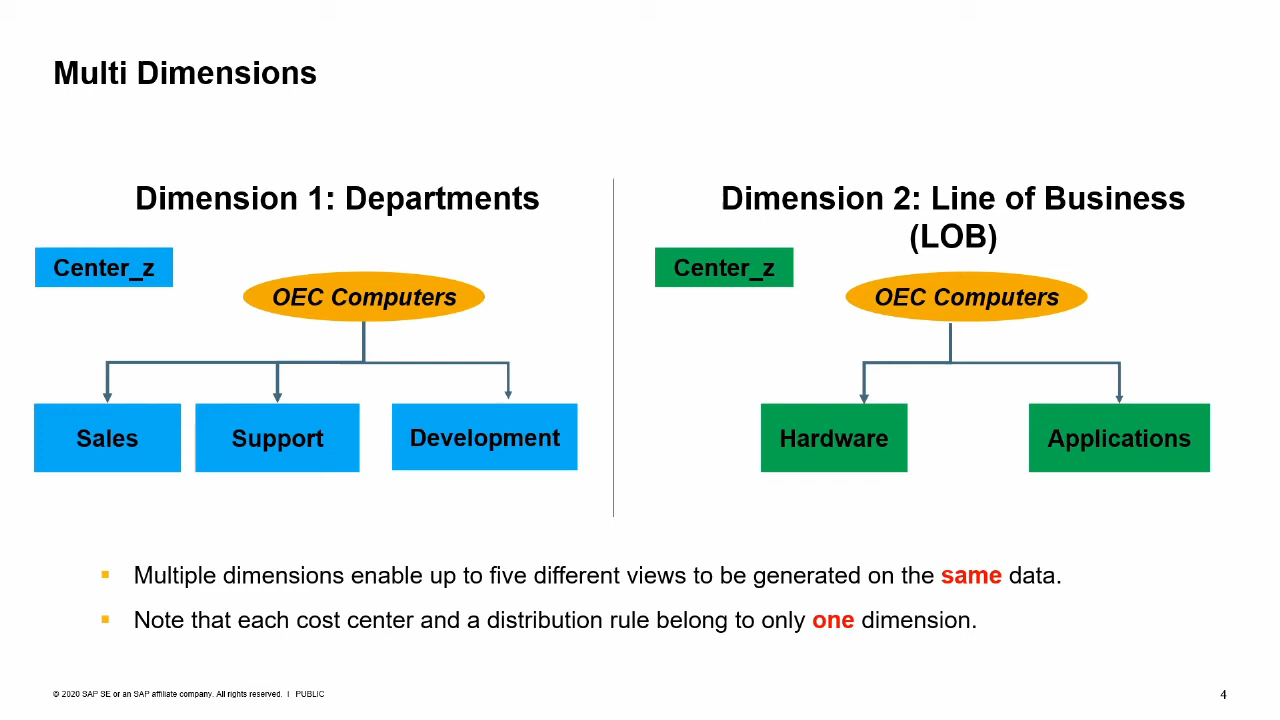 Multi Dimensions
Dimension 1: Departments
Center_z
OEC Computers
Sales
Support
Development
Dimension 2: Line of Business
(LOB)
Center_z
OEC Computers
Hardware
Applications
▪ Multiple dimensions enable up to five different views to be generated on the same data.
▪ Note that each cost center and a distribution rule belong to only one dimension.
© 2020 SAP SE or an SAP affiliate company. All rights reserved. I PUBLIC
4